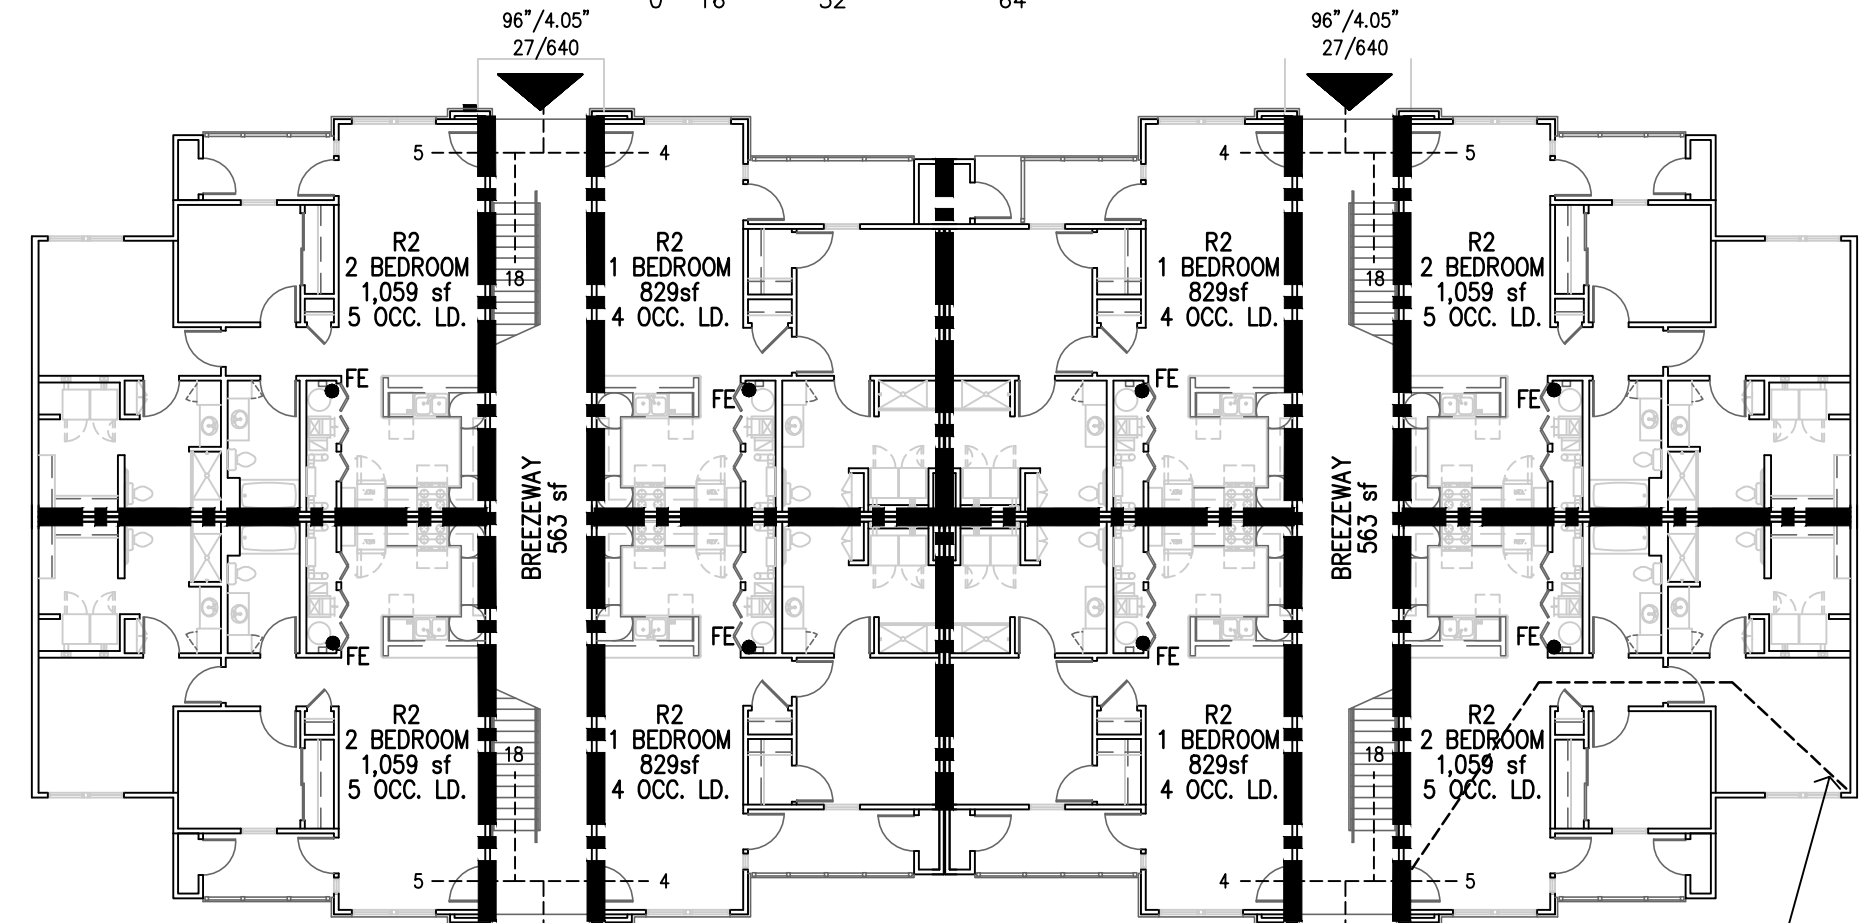 0 16 32 64
96"/4.05"
27/640
96"/4.05"
27/640
5
4
4
5
R2
2 BEDROOM
1,059 sf
5 OCC. LD.
18
R2
1 BEDROOM
829sf
4 OCC. LD.
R2
1 BEDROOM
829sf
4 OCC. LD.
18
R2
2 BEDROOM
1,059 sf
5 OCC. LD.
FE
FE
FE
FE
BREEZEWAY
563 sf
BREEZEWAY
563 sf
FE
FE
FE
FE
R2
2 BEDROOM
1,059 sf
5 OCC. LD.
18
R2
1 BEDROOM
829sf
4 OCC. LD.
R2
1 BEDROOM
829sf
4 OCC. LD.
18
R2
2 BEDROOM
1,059 sf
5 OCC. LD.
5
4
4
5